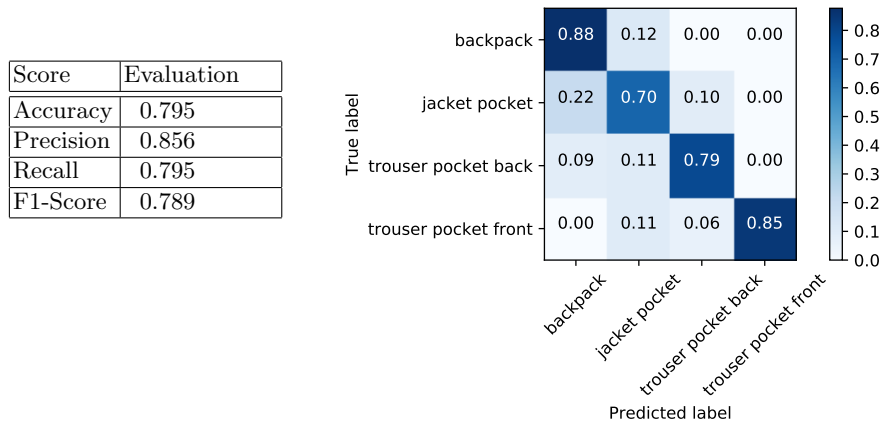 Score Evaluation
Accuracy 0.795
Precision 0.856
Recall 0.795
F1-Score 0.789
True label
backpack 0.88 0.12 0.00 0.00
jacket pocket 0.22 0.70 0.10 0.00
trouser pocket back 0.09 0.11 0.79 0.00
trouser pocket front 0.00 0.11 0.06 0.85
backpack
jacket pocket
trouser pocket back
trouser pocket front
Predicted label
0.8
0.7
0.6
0.5
0.4
0.3
0.2
0.1
0.0